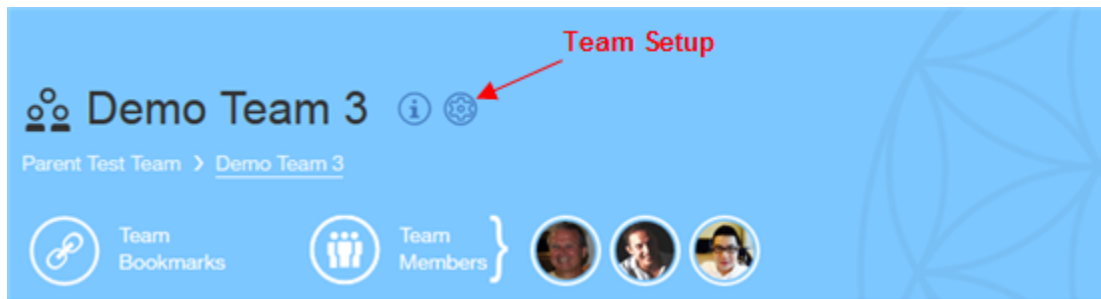 Team Setup
Demo Team 3
Parent Test Team > Demo Team 3
Team
Bookmarks
Team
Members